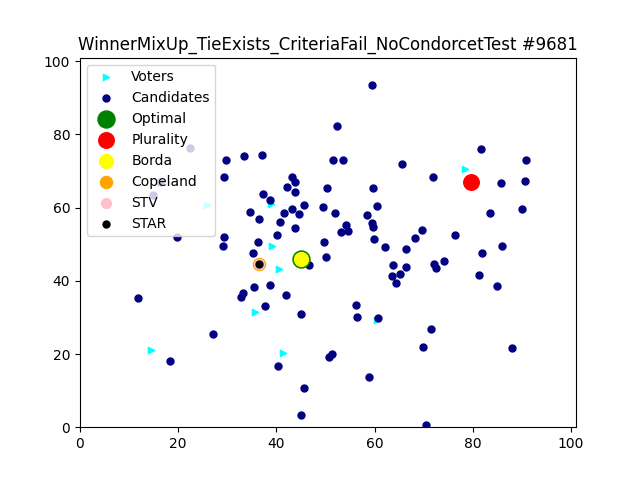 WinnerMixUp_TieExists_CriteriaFail_NoCondorcetTest #9681
100
80
60
40
20
0
Voters
Candidates
Optimal
Plurality
Borda
Copeland
STV
STAR
0 20 40 60 80 100